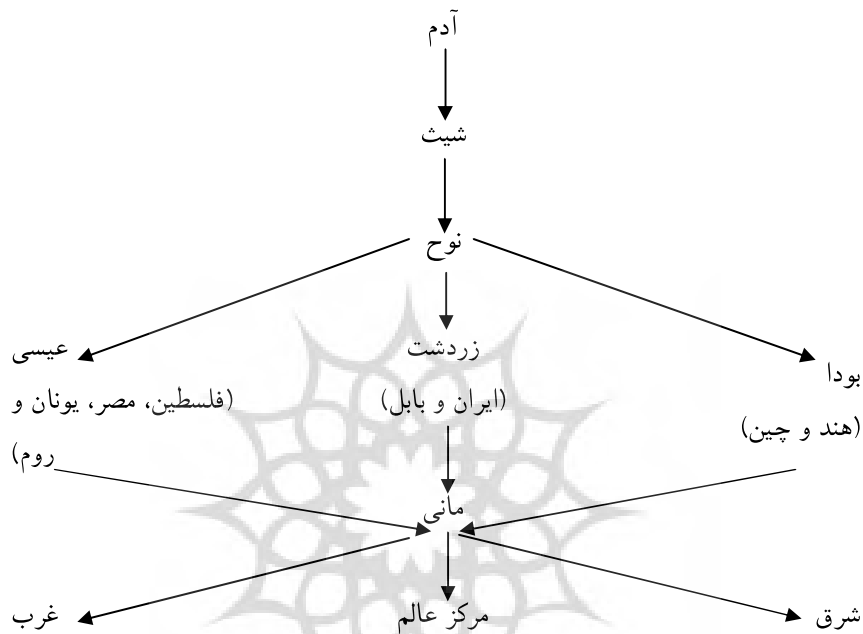 آدم
شیث
نوح
بودا
(هند و چین)
زردشت
(ایران و بابل)
عیسی
(فلسطین، مصر، یونان و
روم)
مانی
شرق
مرکز عالم
غرب